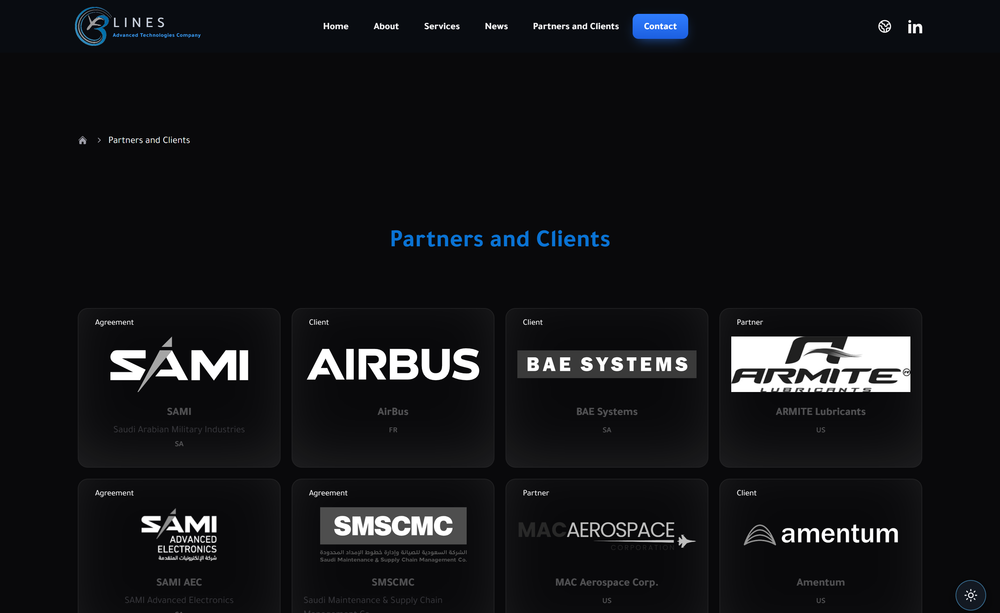 LINES
Advanced Technologies Company
Home
About
Services
News
Partners and Clients
Contact
Partners and Clients
Partners and Clients
Agreement
SAMI
SAMI
Saudi Arabian Military Industries
SA
Client
AIRBUS
AirBus
FR
Client
BAE SYSTEMS
BAE Systems
SA
Partner
ARMITE®
LUBRICANTS
ARMITE Lubricants
US
Agreement
SAMI
ADVANCED
ELECTRONICS
شركة الإلكترونيات المتقدمة
SAMI AEC
SAMI Advanced Electronics
SA
Agreement
SMSCMC
الشركة السعودية للصيانة وإدارة خطوط الإمداد المحدودة
Saudi Maintenance & Supply Chain Management Co.
SMSCMC
Saudi Maintenance & Supply Chain
Management Co
Partner
MACAEROSPACE
CORPORATION
MAC Aerospace Corp.
US
Client
amentum
Amentum
US